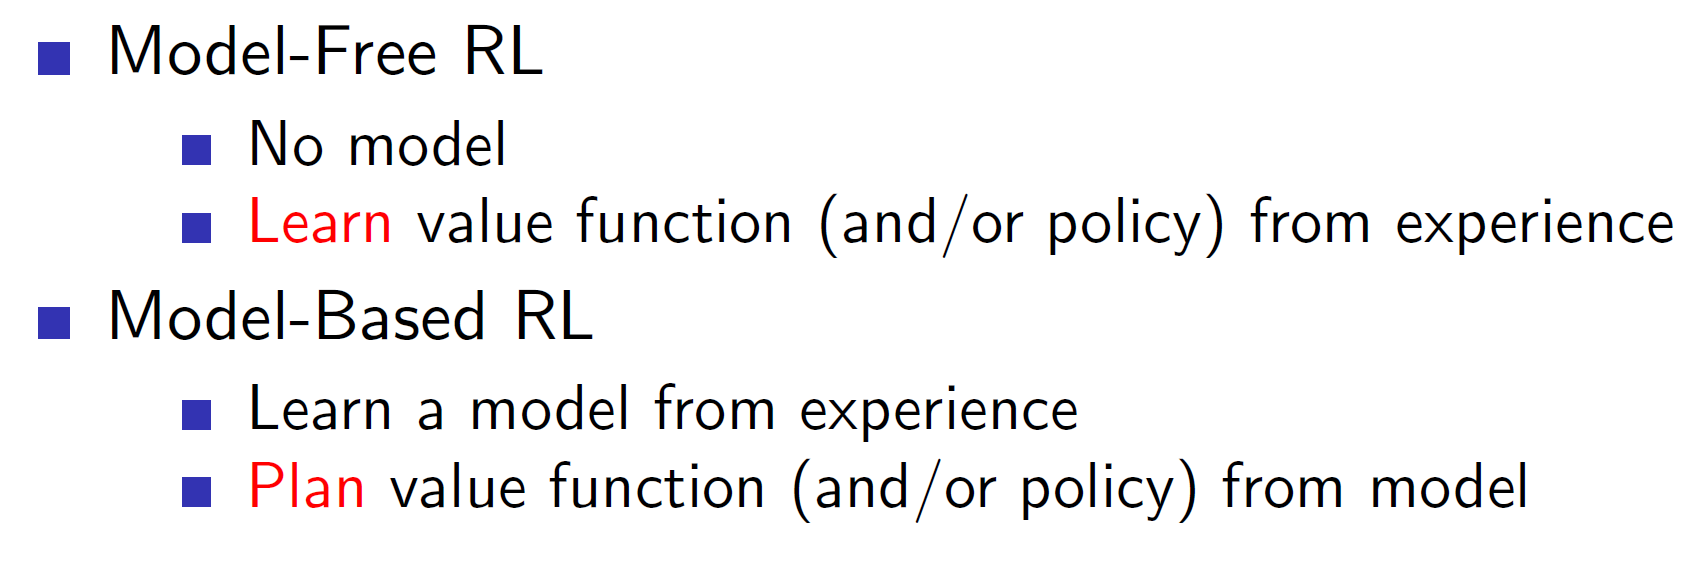 Model-Free RL
No model
Learn value function (and/or policy) from experience
Model-Based RL
Learn a model from experience
Plan value function (and/or policy) from model